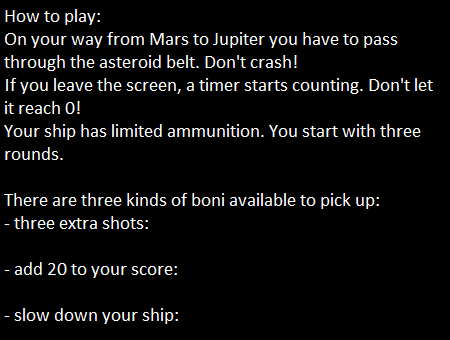 How to play:
On your way from Mars to Jupiter you have to pass
through the asteroid belt. Don't crash!
If you leave the screen, a timer starts counting. Don't let
it reach 0!
Your ship has limited ammunition. You start with three
rounds.
There are three kinds of boni available to pick up:
- three extra shots:
- add 20 to your score:
- slow down your ship: